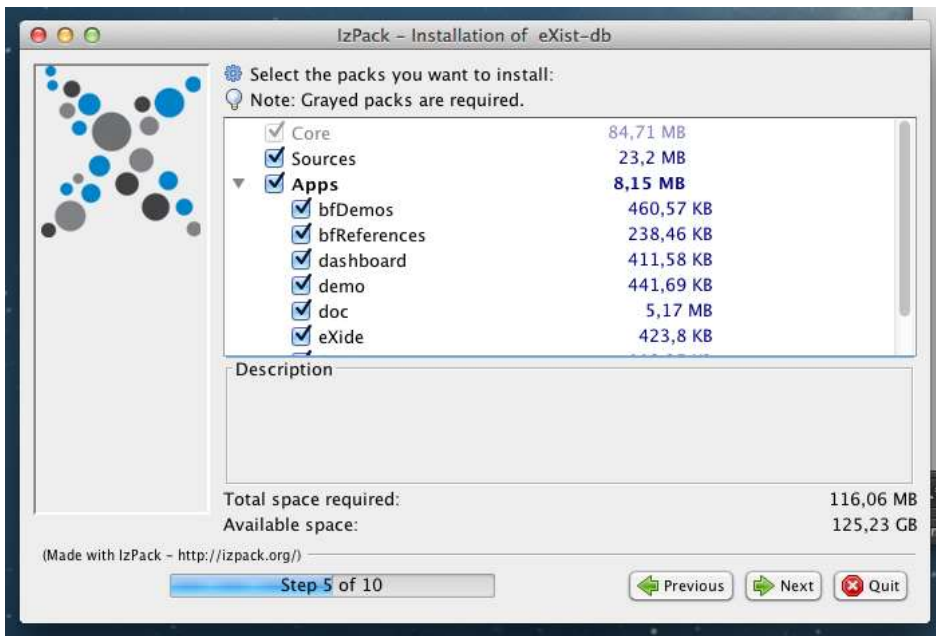 IzPack - Installation of eXist-db
Select the packs you want to install:
Note: Grayed packs are required.
Core 84,71 MB
Sources 23,2 MB
Apps 8,15 MB
bfDemos 460,57 KB
bfReferences 238,46 KB
dashboard 411,58 KB
demo 441,69 KB
doc 5,17 MB
eXide 423,8 KB
Description
Total space required: 116,06 MB
Available space: 125,23 GB
(Made with IzPack - http://izpack.org/)
Step 5 of 10
Previous Next Quit